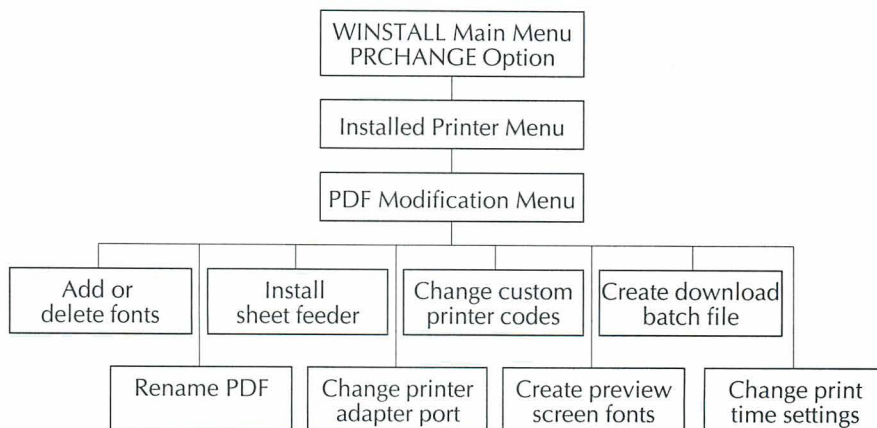 WINSTALL Main Menu
PRCHANGE Option
Installed Printer Menu
PDF Modification Menu
Add or
delete fonts
Install
sheet feeder
Change custom
printer codes
Create download
batch file
Rename PDF
Change printer
adapter port
Create preview
screen fonts
Change print
time settings